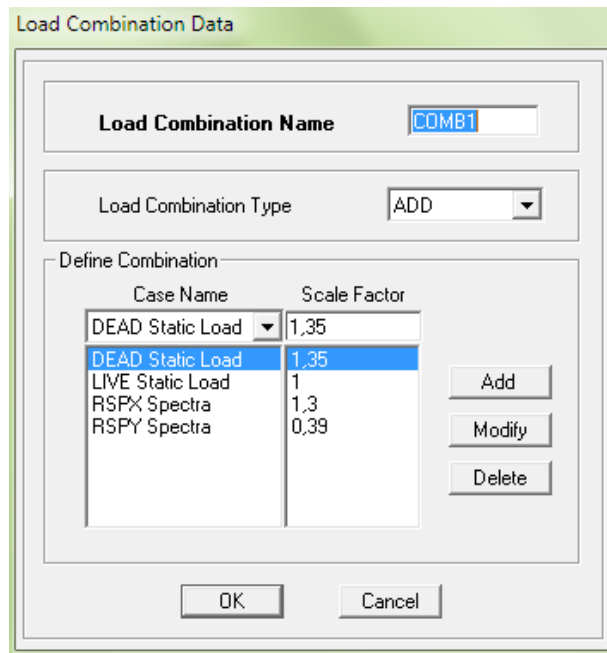 Load Combination Data
Load Combination Name COMB1
Load Combination Type ADD
Define Combination
Case Name Scale Factor
DEAD Static Load 1,35
DEAD Static Load 1,35
LIVE Static Load 1
RSPX Spectra 1,3
RSPY Spectra 0,39
Add
Modify
Delete
OK Cancel